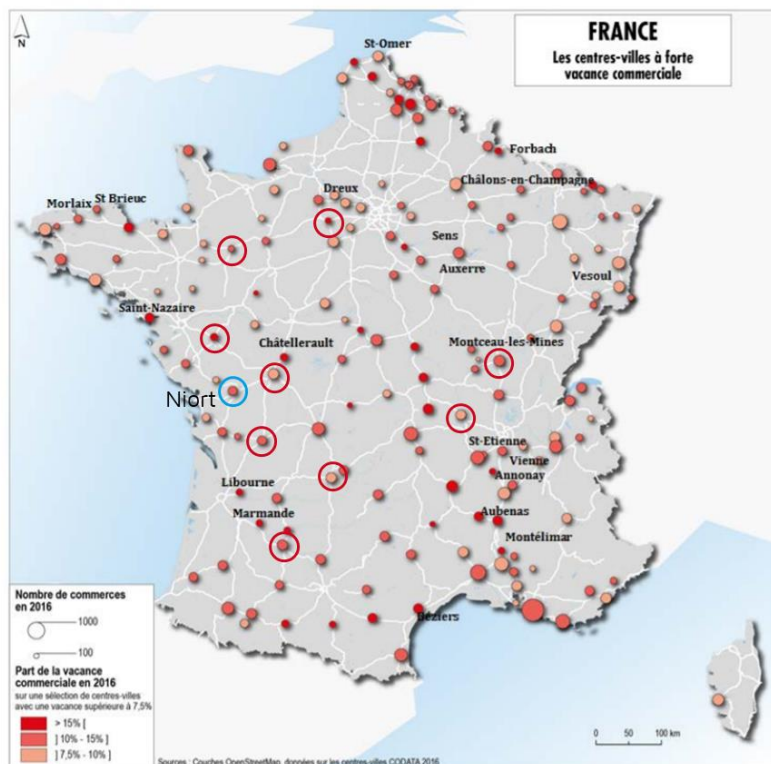 N
FRANCE
Les centres-villes à forte
vacance commerciale
St-Omer
Forbach
Châlons-en-Champagne
Dreux
Morlaix
St Brieuc
Sens
Auxerre
Vesoul
Saint-Nazaire
Châtellerault
Montceau-les-Mines
Niort
St-Etienne
Vienne
Annonay
Libourne
Marmande
Aubenas
Montélimar
Béziers
Nombre de commerces
en 2016
1000
100
Part de la vacance
commerciale en 2016
sur une sélection de centres-villes
avec une vacance supérieure à 7,5%
> 15% [
] 10% - 15% ]
] 7,5% - 10% ]
0 50 100 km
Sources : Couches OpenStreetMap, données sur les centres-villes CODATA 2016